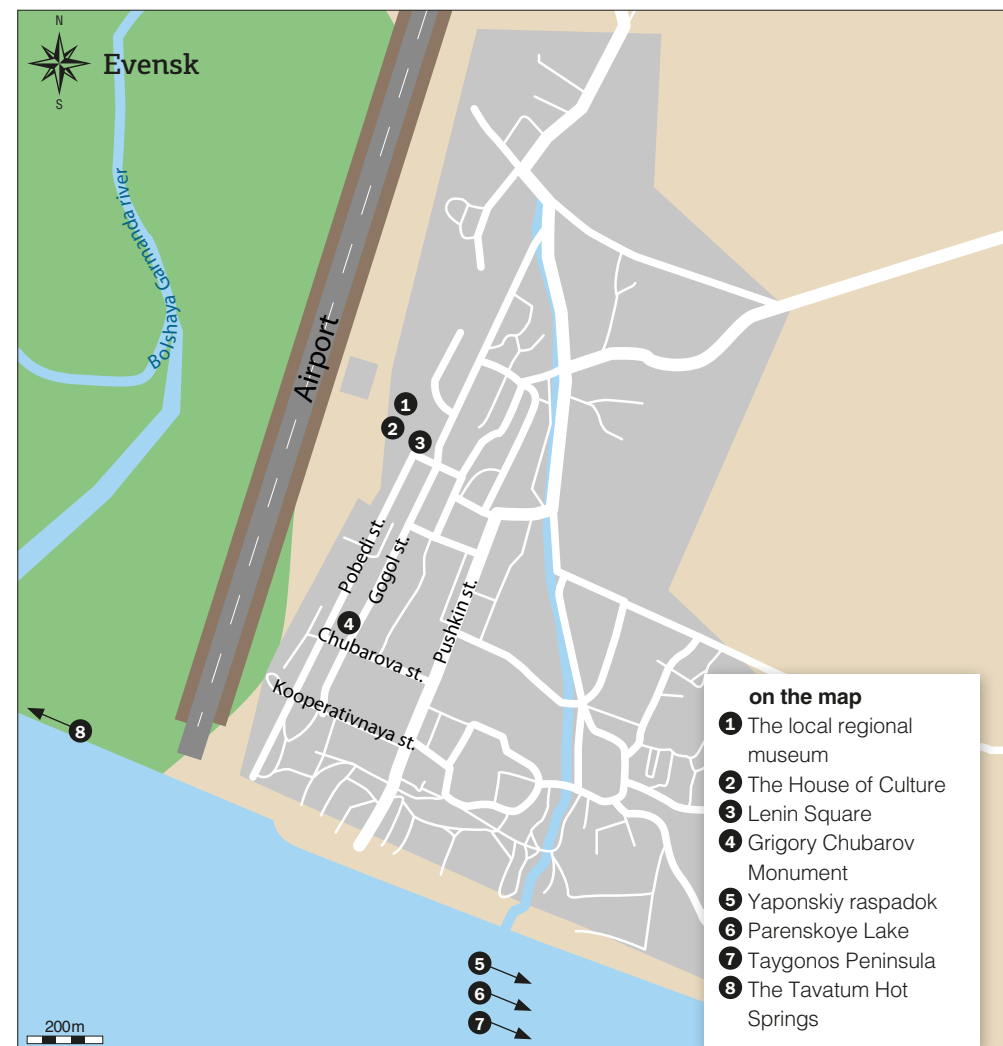 N
Evensk
S
Bolshaya Garmanda river
Airport
1
2
3
Pobedi st.
Gogol st.
Pushkin st.
4
Chubarova st.
Kooperativnaya st.
8
5
6
7
200m
on the map
1 The local regional
museum
2 The House of Culture
3 Lenin Square
4 Grigory Chubarov
Monument
5 Yaponskiy raspadok
6 Parenskoye Lake
7 Taygonos Peninsula
8 The Tavatum Hot
Springs